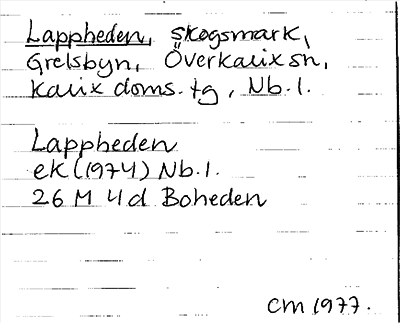 Lappheden, skogsmark,
Grelsbyn, Överkalix sn,
Kalix doms. tg, Nb. l.
Lappheden
ek (1974) Nb. l.
26 M 4 d Boheden
CM 1977.